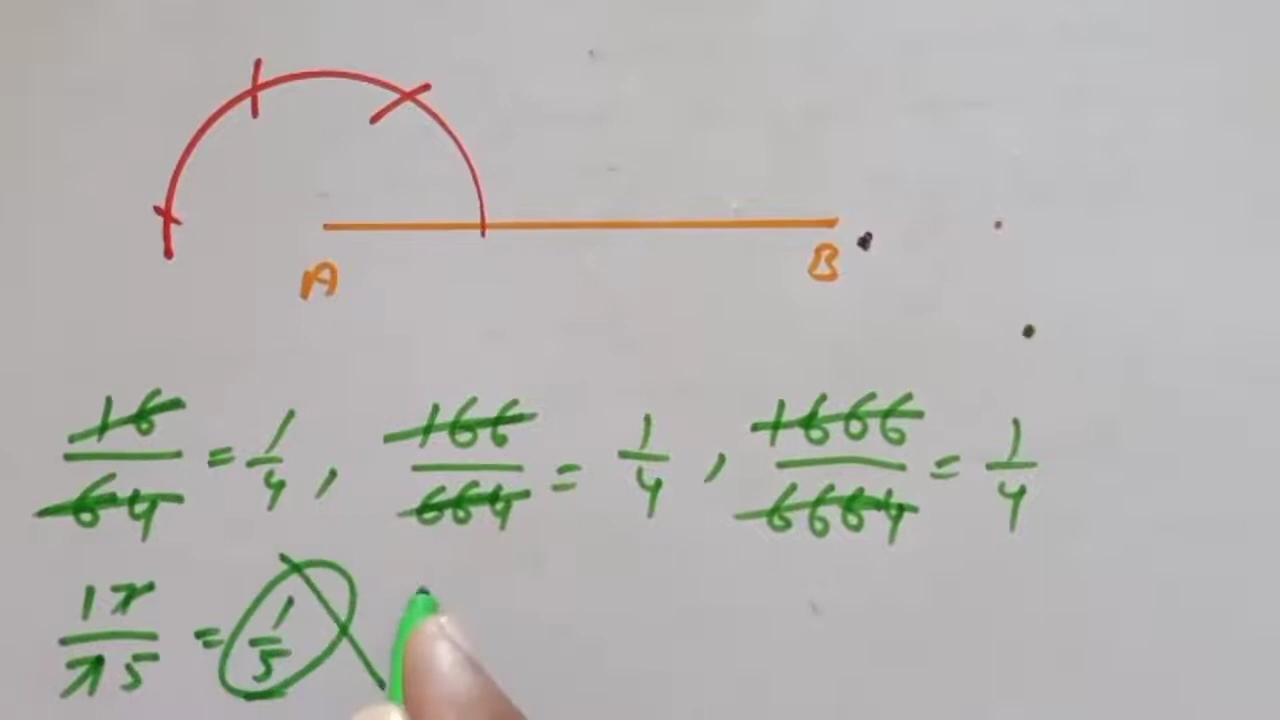 A B
16/64 = 1/4, 166/664 = 1/4, 1666/6664 = 1/4
17/75 = 1/5